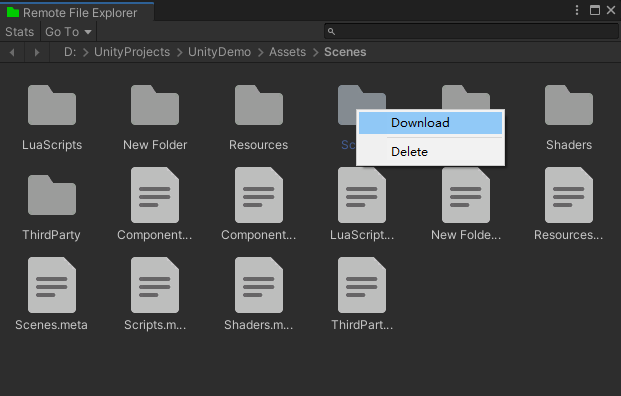 Remote File Explorer
Stats Go To
D: UnityProjects UnityDemo Assets Scenes
LuaScripts New Folder Resources Shaders
Download
Delete
ThirdParty Component... Component... LuaScript... New Folde... Resources...
Scenes.meta Scripts.m... Shaders.m... ThirdPart...